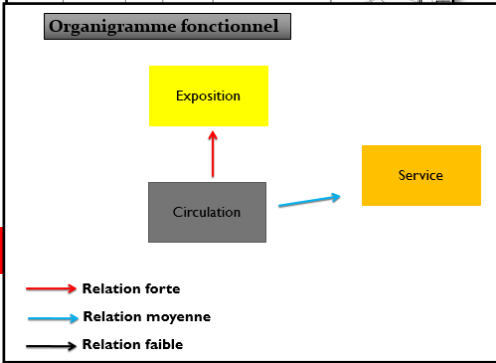 Organigramme fonctionnel
Exposition
Service
Circulation
Relation forte
Relation moyenne
Relation faible